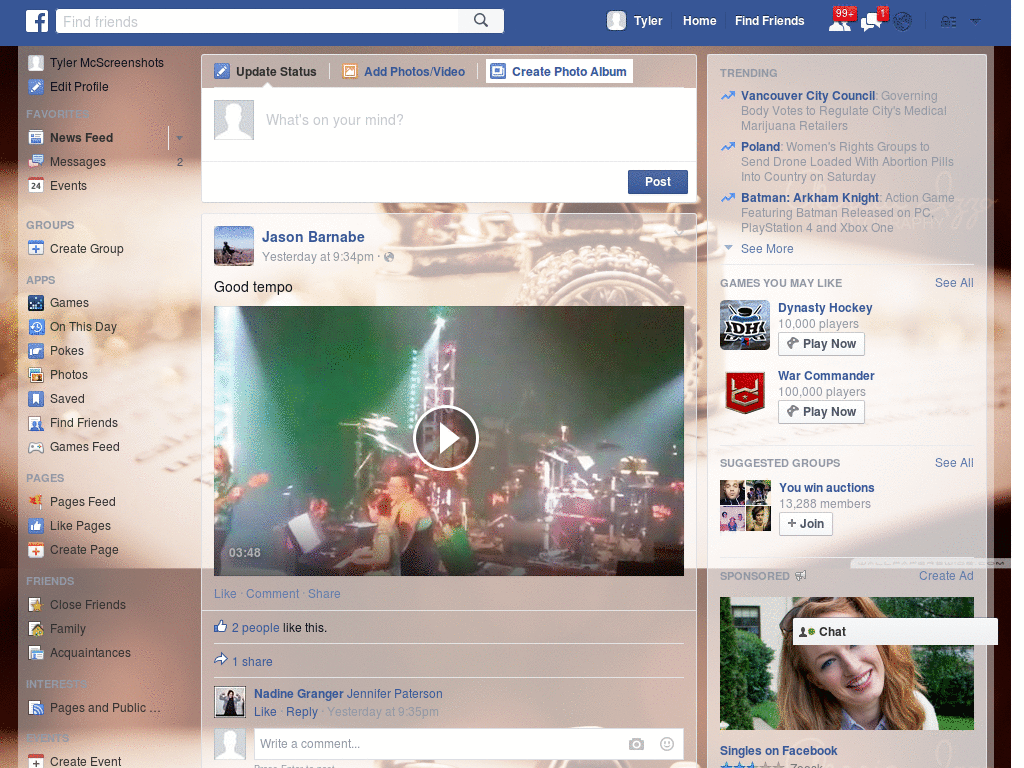 Find friends
Tyler
Home
Find Friends
99+
1
Tyler McScreenshots
Edit Profile
FAVORITES
News Feed
Messages
2
Events
24
GROUPS
Create Group
APPS
Games
On This Day
Pokes
Photos
Saved
Find Friends
Games Feed
PAGES
Pages Feed
Like Pages
Create Page
FRIENDS
Close Friends
Family
Acquaintances
INTERESTS
Pages and Public ...
EVENTS
Create Event
Update Status
Add Photos/Video
Create Photo Album
What's on your mind?
Post
Jason Barnabe
Yesterday at 9:34pm ·
Good tempo
03:48
Like · Comment · Share
2 people like this.
1 share
Nadine Granger Jennifer Paterson
Like · Reply · Yesterday at 9:35pm
Write a comment...
Press Enter to post.
TRENDING
Vancouver City Council: Governing
Body Votes to Regulate City's Medical
Marijuana Retailers
Poland: Women's Rights Groups to
Send Drone Loaded With Abortion Pills
Into Country on Saturday
Batman: Arkham Knight: Action Game
Featuring Batman Released on PC,
PlayStation 4 and Xbox One
See More
GAMES YOU MAY LIKE
See All
DH
Dynasty Hockey
10,000 players
Play Now
War Commander
100,000 players
Play Now
SUGGESTED GROUPS
See All
You win auctions
13,288 members
+ Join
SPONSORED
Create Ad
Chat
Singles on Facebook
Zoosk